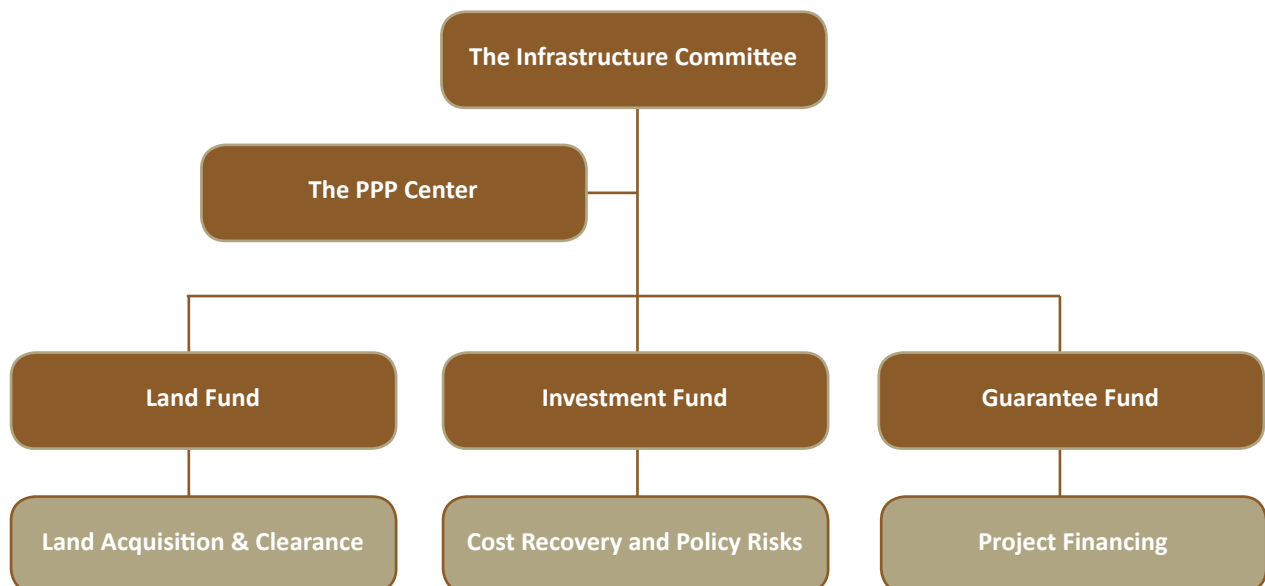 The Infrastructure Committee
The PPP Center
Land Fund
Investment Fund
Guarantee Fund
Land Acquisition & Clearance
Cost Recovery and Policy Risks
Project Financing